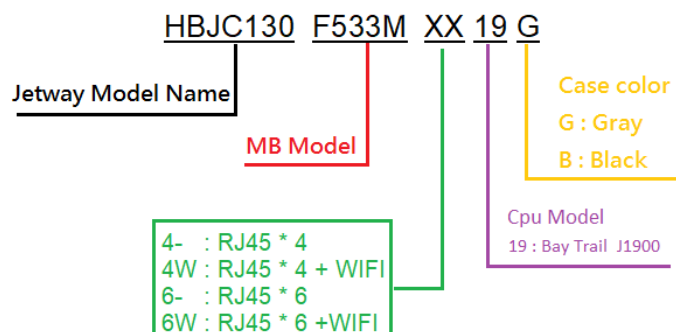 HBJC130 F533M XX 19 G
Jetway Model Name
MB Model
Case color
G : Gray
B : Black
Cpu Model
19 : Bay Trail J1900
4- : RJ45 * 4
4W : RJ45 * 4 + WIFI
6- : RJ45 * 6
6W : RJ45 * 6 +WIFI